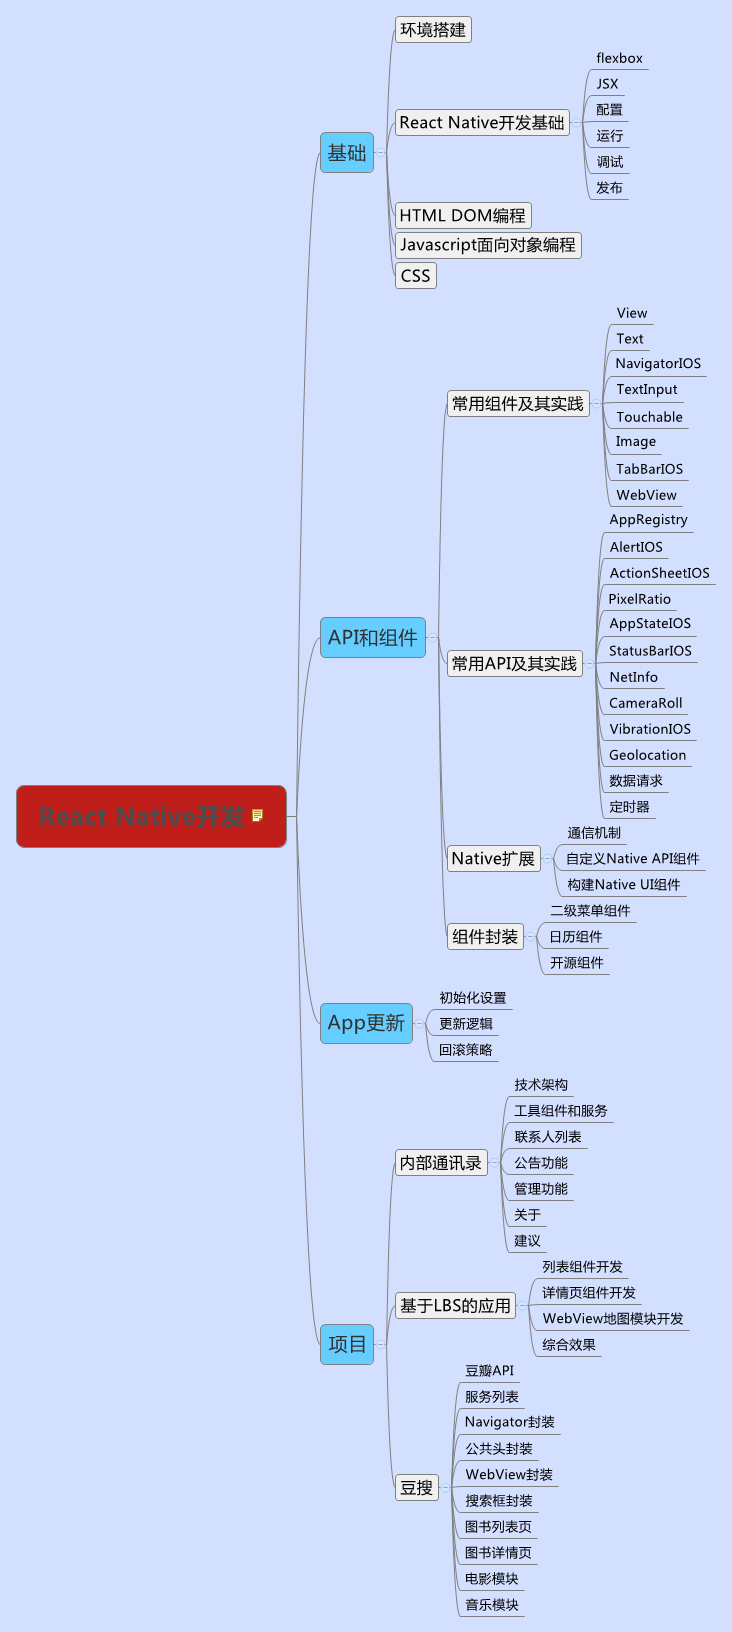 React Native开发
基础
环境搭建
React Native开发基础
flexbox
JSX
配置
运行
调试
发布
HTML DOM编程
Javascript面向对象编程
CSS
API和组件
常用组件及其实践
View
Text
NavigatorIOS
TextInput
Touchable
Image
TabBarIOS
WebView
常用API及其实践
AppRegistry
AlertIOS
ActionSheetIOS
PixelRatio
AppStateIOS
StatusBarIOS
NetInfo
CameraRoll
VibrationIOS
Geolocation
数据请求
定时器
Native扩展
通信机制
自定义Native API组件
构建Native UI组件
组件封装
二级菜单组件
日历组件
开源组件
App更新
初始化设置
更新逻辑
回滚策略
项目
内部通讯录
技术架构
工具组件和服务
联系人列表
公告功能
管理功能
关于
建议
基于LBS的应用
列表组件开发
详情页组件开发
WebView地图模块开发
综合效果
豆搜
豆瓣API
服务列表
Navigator封装
公共头封装
WebView封装
搜索框封装
图书列表页
图书详情页
电影模块
音乐模块